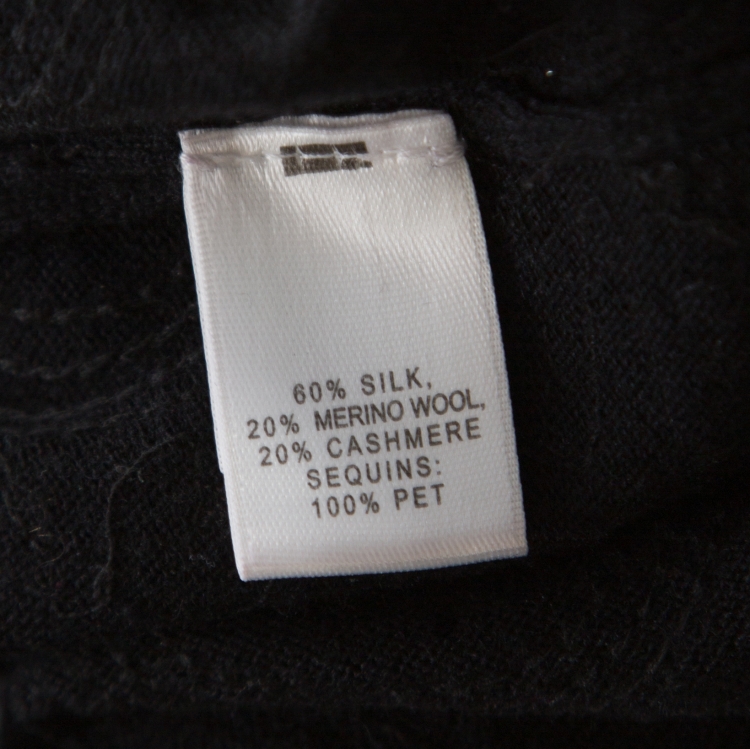 60% SILK,
20% MERINO WOOL,
20% CASHMERE
SEQUINS:
100% PET